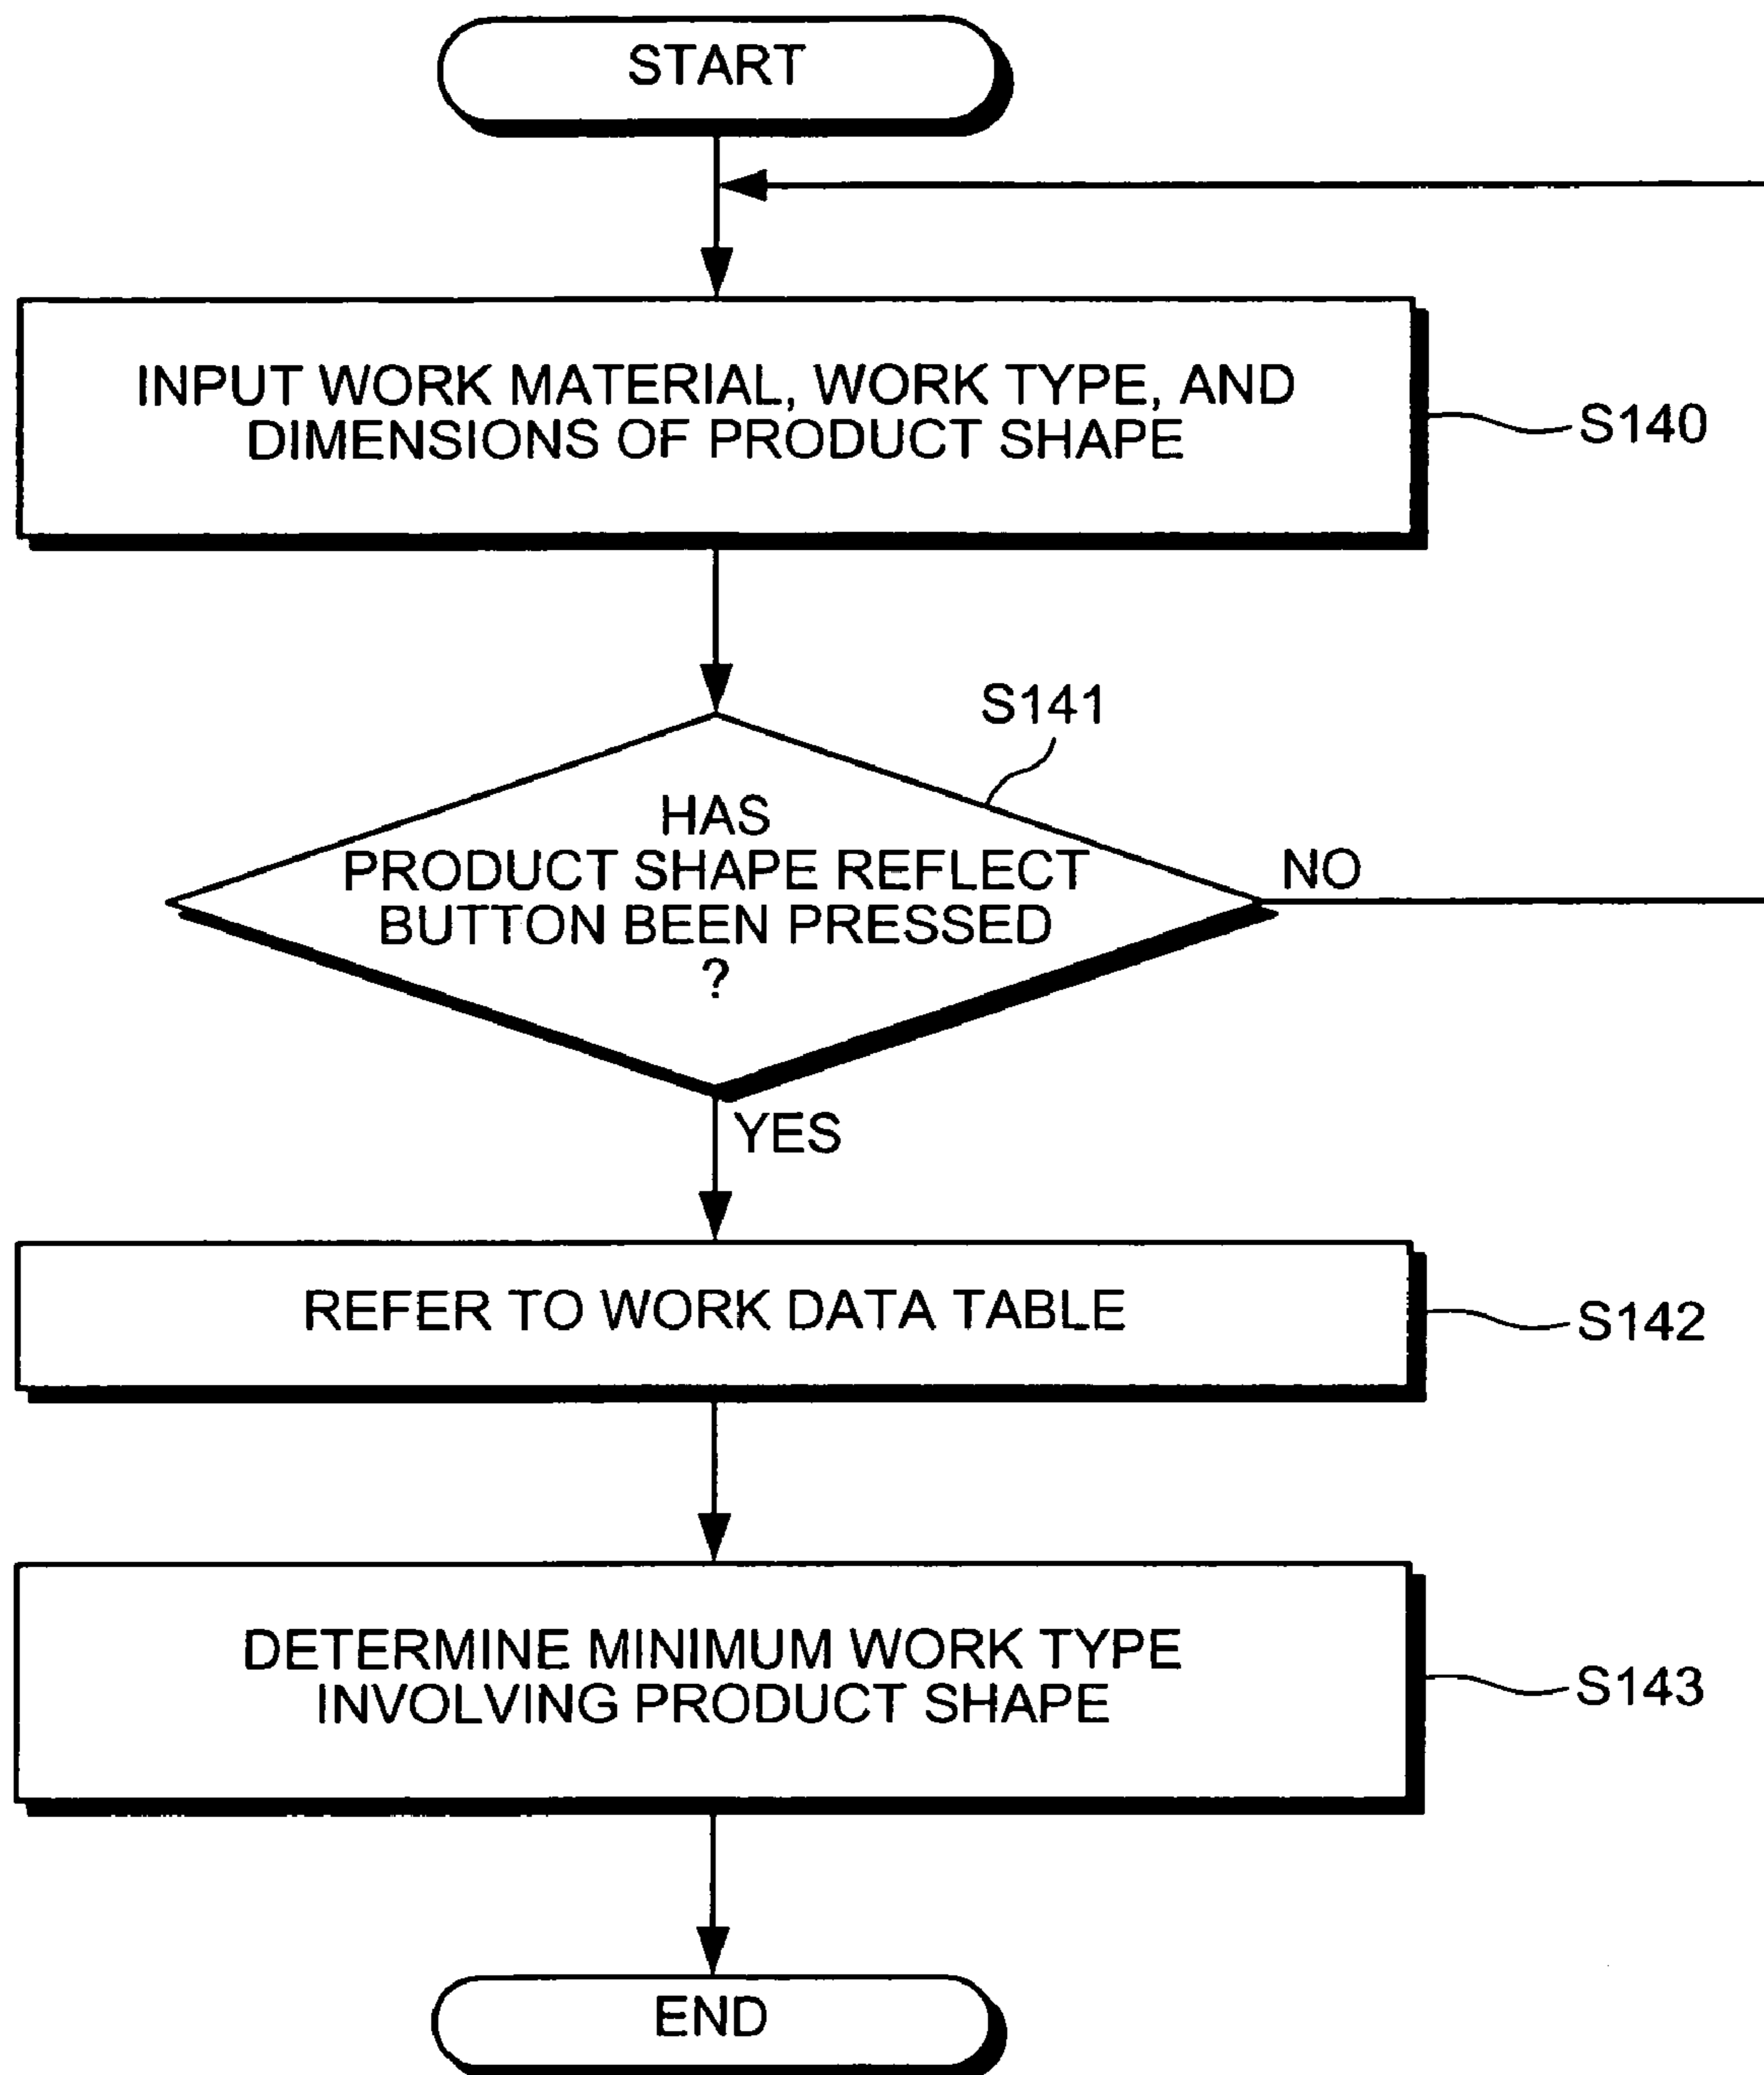 START
INPUT WORK MATERIAL, WORK TYPE, AND
DIMENSIONS OF PRODUCT SHAPE
S140
S141
HAS
PRODUCT SHAPE REFLECT
BUTTON BEEN PRESSED
?
NO
YES
REFER TO WORK DATA TABLE
S142
DETERMINE MINIMUM WORK TYPE
INVOLVING PRODUCT SHAPE
S143
END